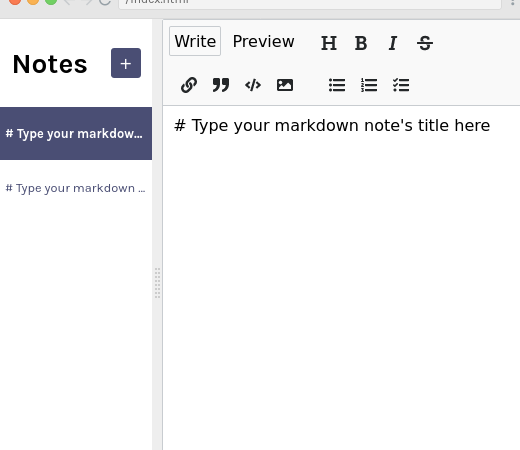 /index.html
Notes
+
Write Preview H B I S
# Type your markdow...
# Type your markdown note's title here
# Type your markdown ...